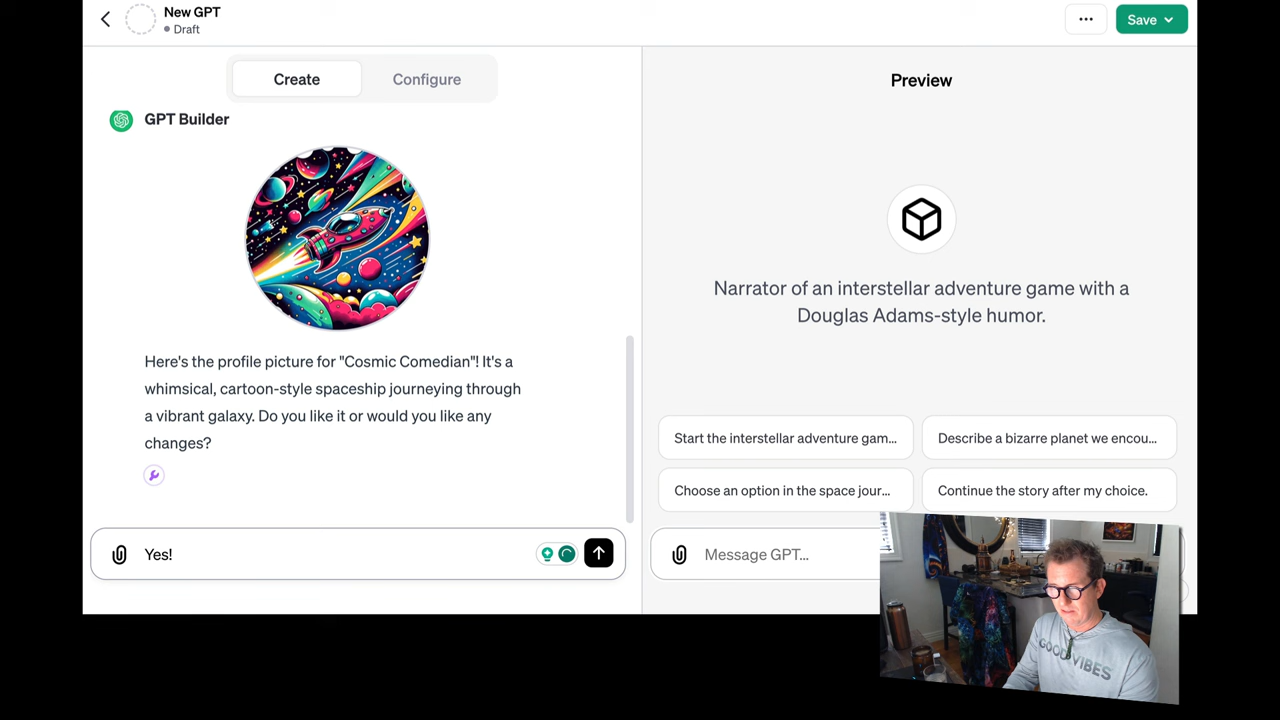 New GPT
Draft
Save
Create
Configure
Preview
GPT Builder
Here's the profile picture for "Cosmic Comedian"! It's a
whimsical, cartoon-style spaceship journeying through
a vibrant galaxy. Do you like it or would you like any
changes?
Yes!
Narrator of an interstellar adventure game with a
Douglas Adams-style humor.
Start the interstellar adventure gam...
Describe a bizarre planet we encou...
Choose an option in the space jour...
Continue the story after my choice.
Message GPT...
GOOD VIBES